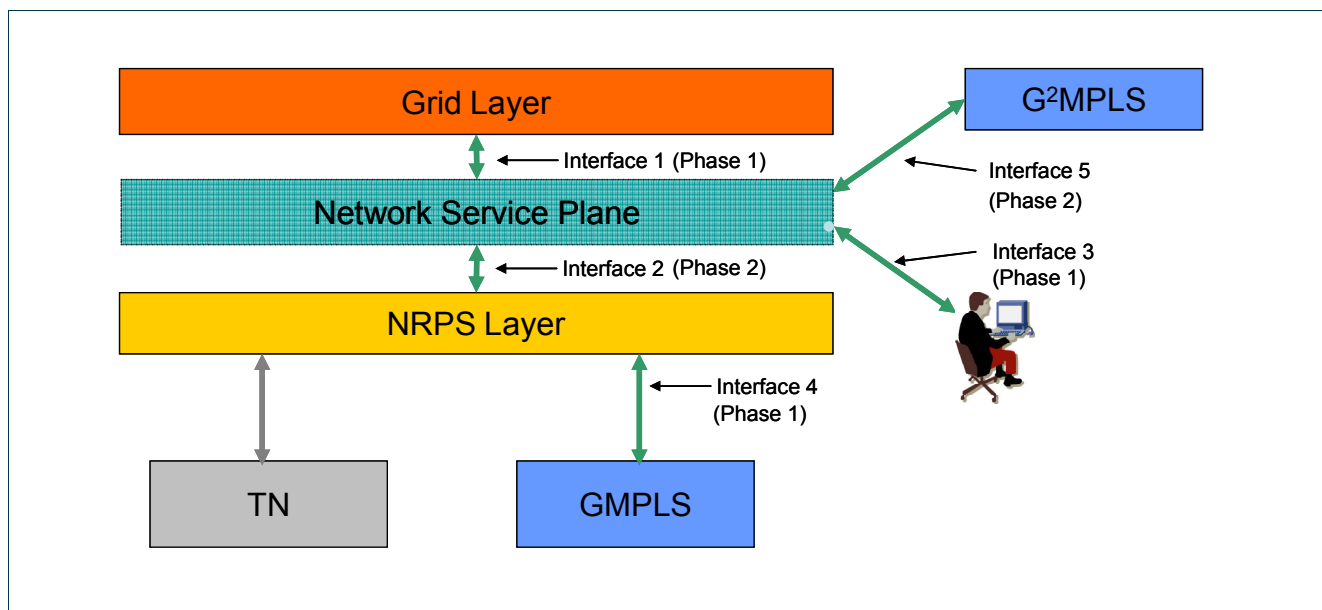 Grid Layer
G²MPLS
Interface 1 (Phase 1)
Interface 5
(Phase 2)
Network Service Plane
Interface 3
(Phase 1)
Interface 2 (Phase 2)
NRPS Layer
Interface 4
(Phase 1)
TN
GMPLS